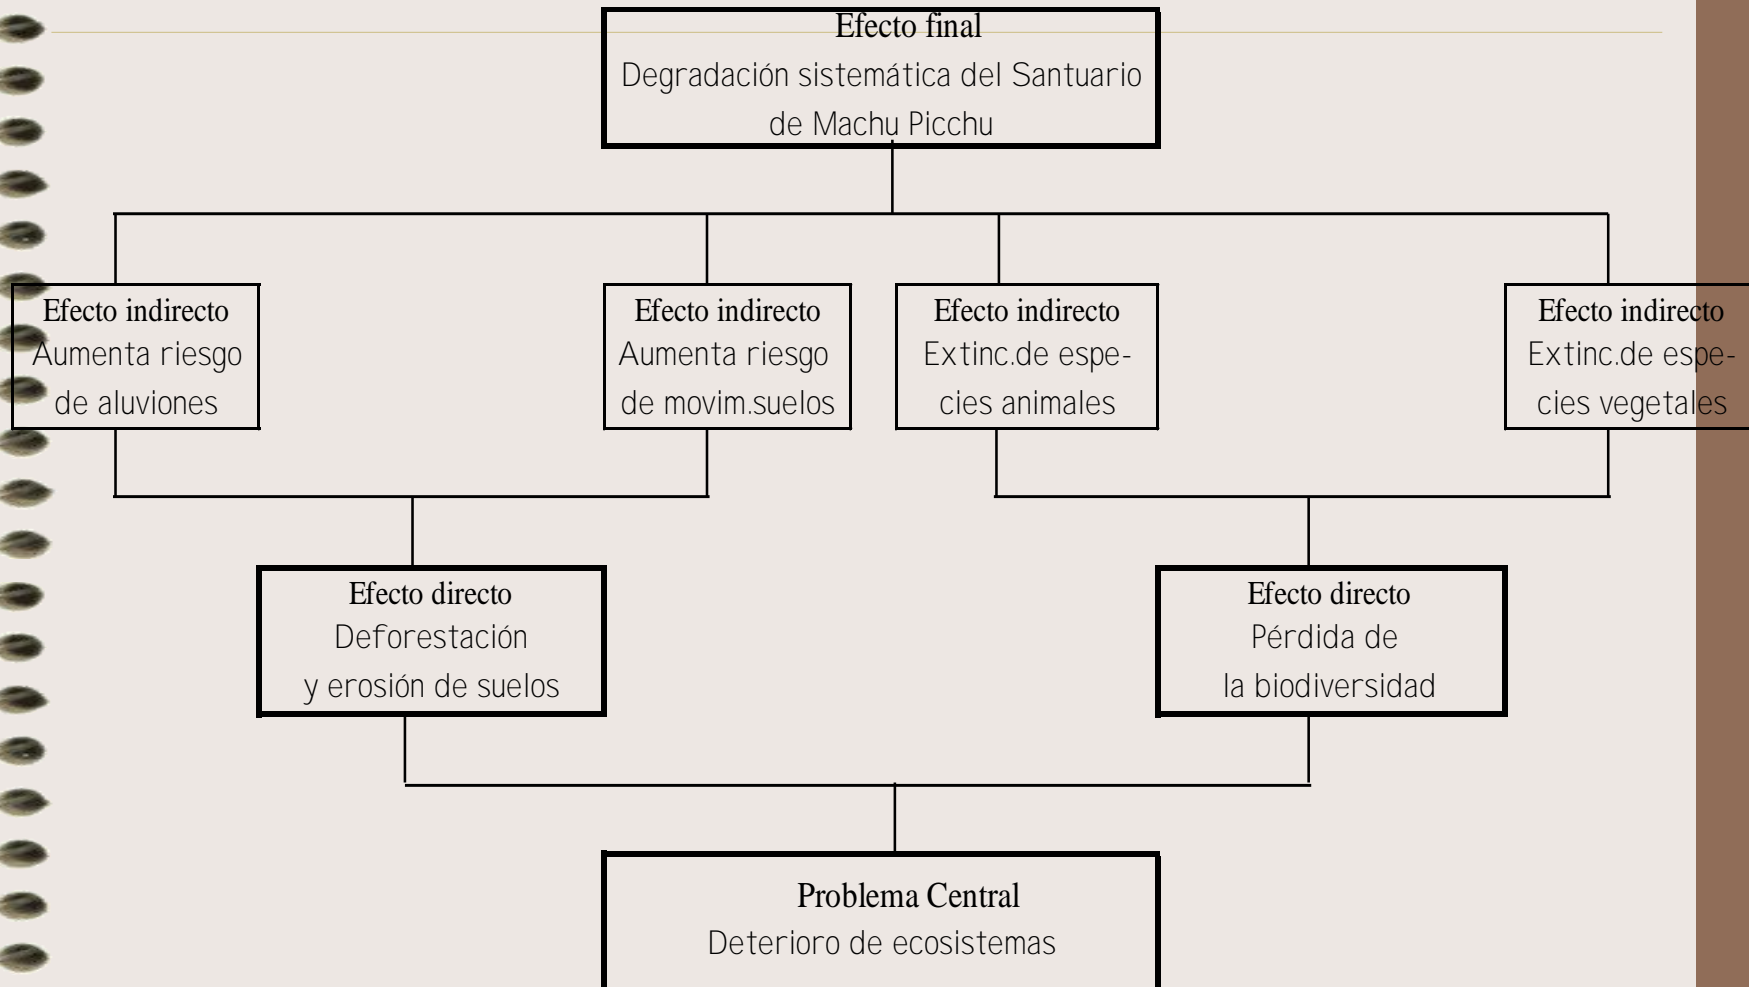 Efecto final
Degradación sistemática del Santuario
de Machu Picchu
Efecto indirecto
Aumenta riesgo
de aluviones
Efecto indirecto
Aumenta riesgo
de movim.suelos
Efecto indirecto
Extinc.de espe-
cies animales
Efecto indirecto
Extinc.de espe-
cies vegetales
Efecto directo
Deforestación
y erosión de suelos
Efecto directo
Pérdida de
la biodiversidad
Problema Central
Deterioro de ecosistemas